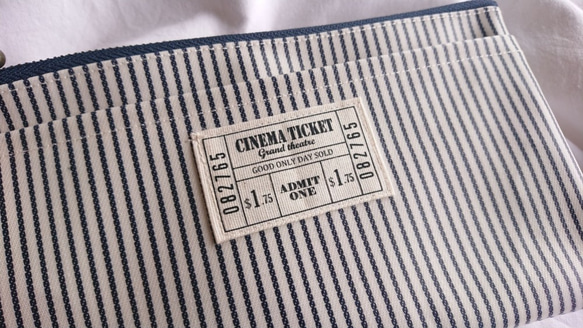 CINEMA TICKET
Grand theatre
GOOD ONLY DAY SOLD
082765
$1.75
ADMIT
ONE
$1.75
082765